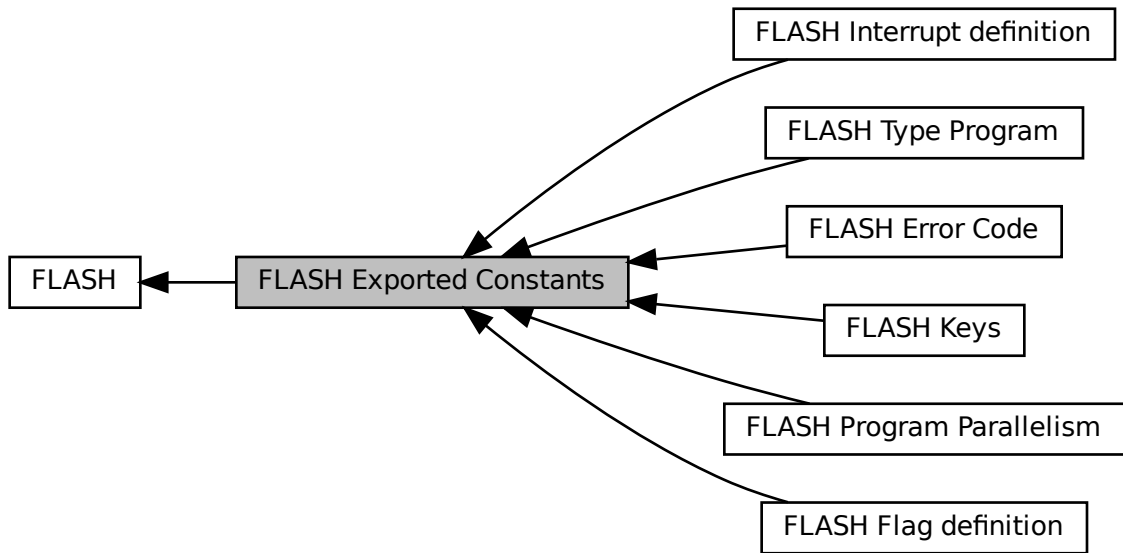 FLASH Interrupt definition
FLASH Type Program
FLASH Error Code
FLASH
FLASH Exported Constants
FLASH Keys
FLASH Program Parallelism
FLASH Flag definition